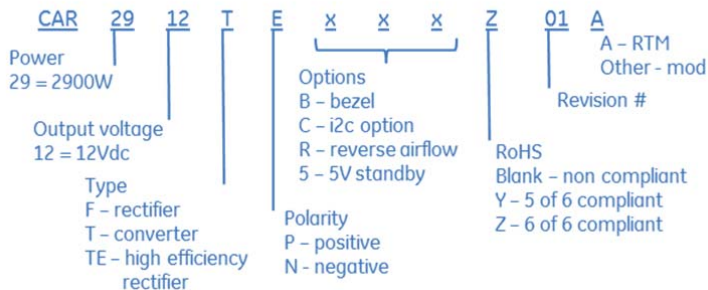 CAR 29 12 T E x x x Z 01 A
Power
29 = 2900W
Output voltage
12 = 12Vdc
Type
F – rectifier
T – converter
TE – high efficiency
rectifier
Polarity
P – positive
N - negative
Options
B – bezel
C – i2c option
R – reverse airflow
5 – 5V standby
RoHS
Blank – non compliant
Y – 5 of 6 compliant
Z – 6 of 6 compliant
Revision #
A – RTM
Other - mod